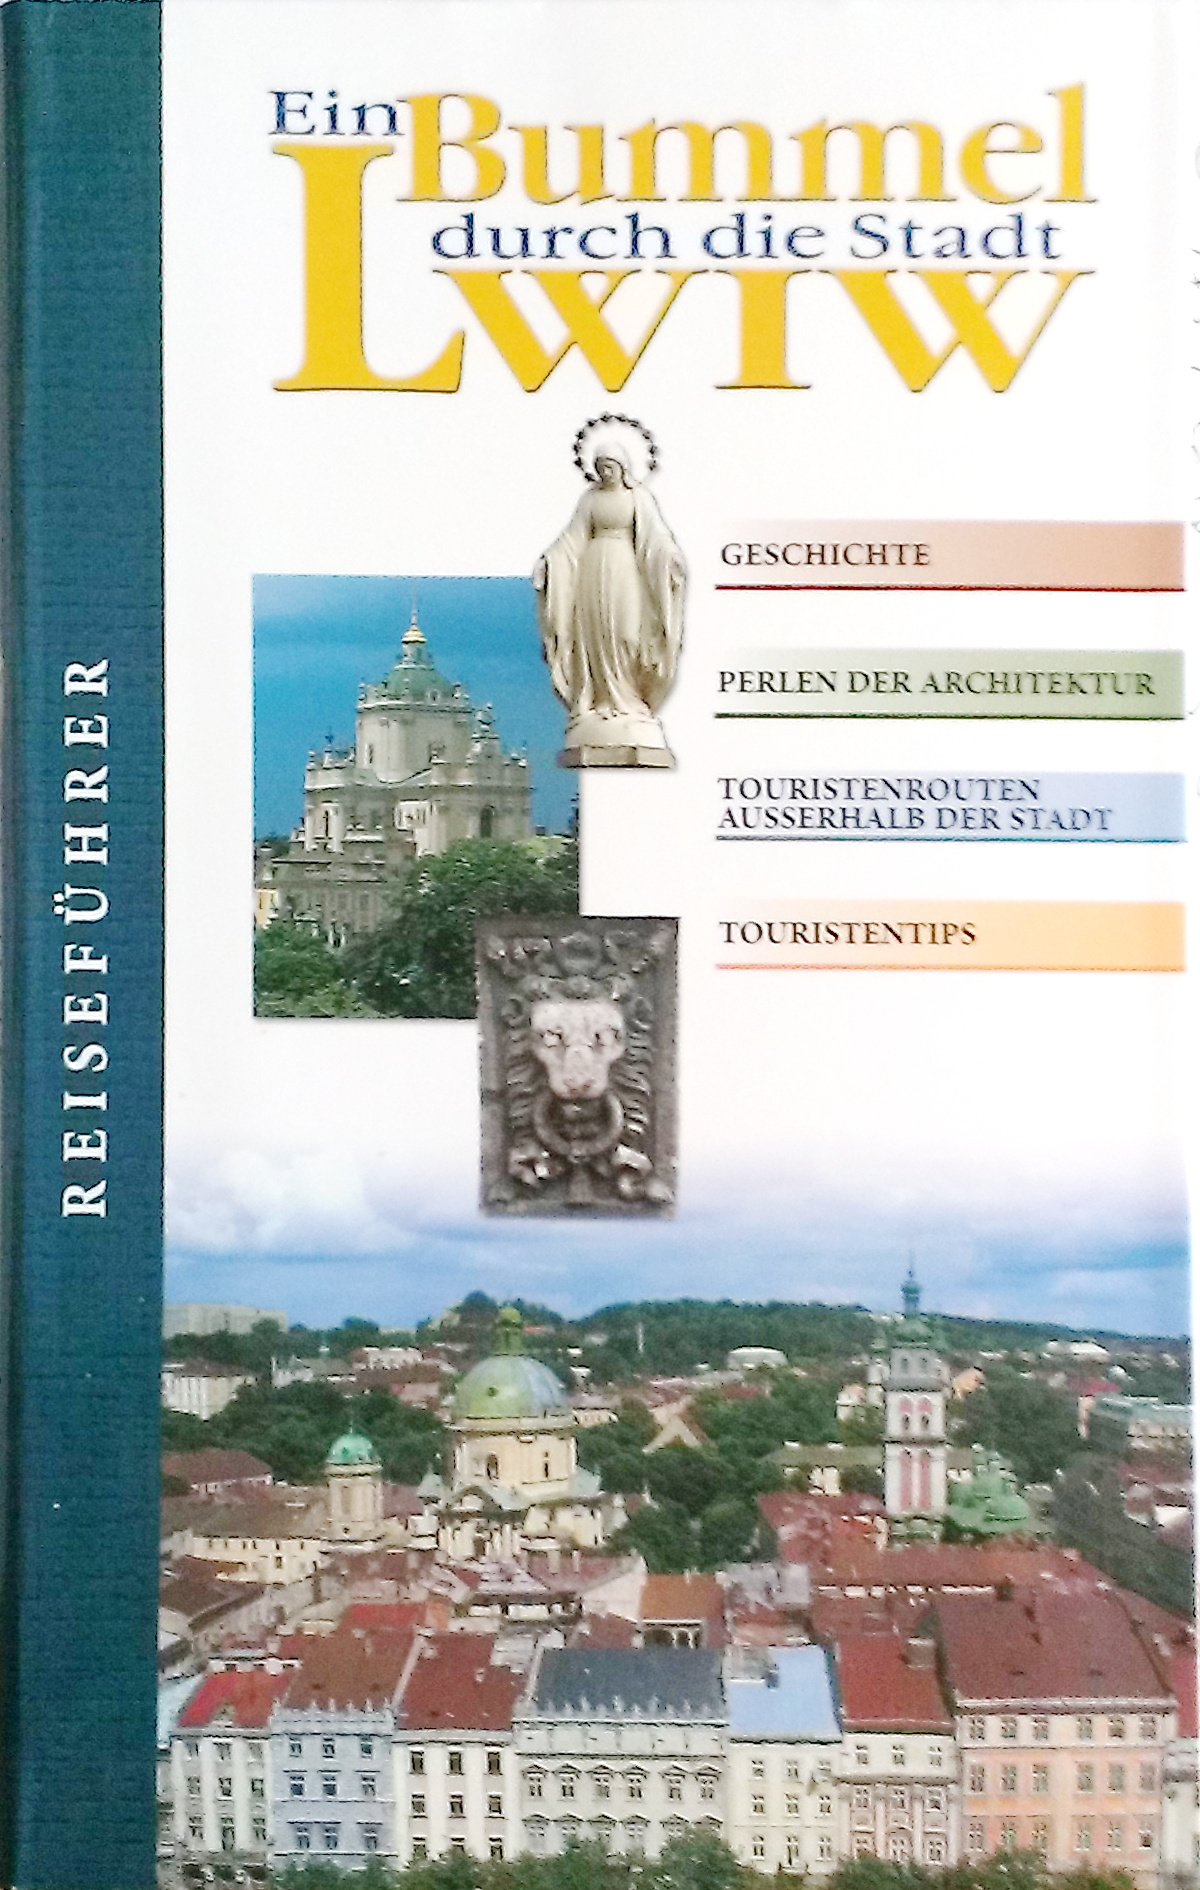 Ein Bummel
durch die Stadt
LWIW
REISEFÜHRER
GESCHICHTE
PERLEN DER ARCHITEKTUR
TOURISTENROUTEN
AUSSERHALB DER STADT
TOURISTENTIPS